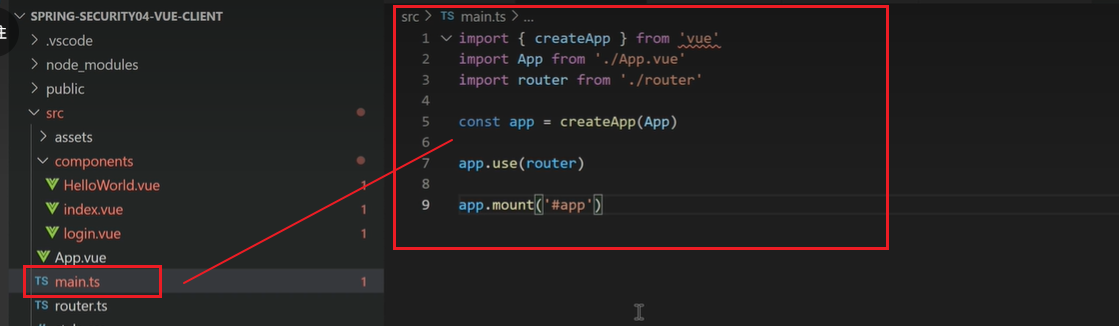 SPRING-SECURITY04-VUE-CLIENT
.vscode
node_modules
public
src
assets
components
HelloWorld.vue 1
index.vue 1
login.vue 1
App.vue
TS main.ts 1
TS router.ts
src > TS main.ts > ...
1 import { createApp } from 'vue'
2 import App from './App.vue'
3 import router from './router'
4
5 const app = createApp(App)
6
7 app.use(router)
8
9 app.mount('#app')